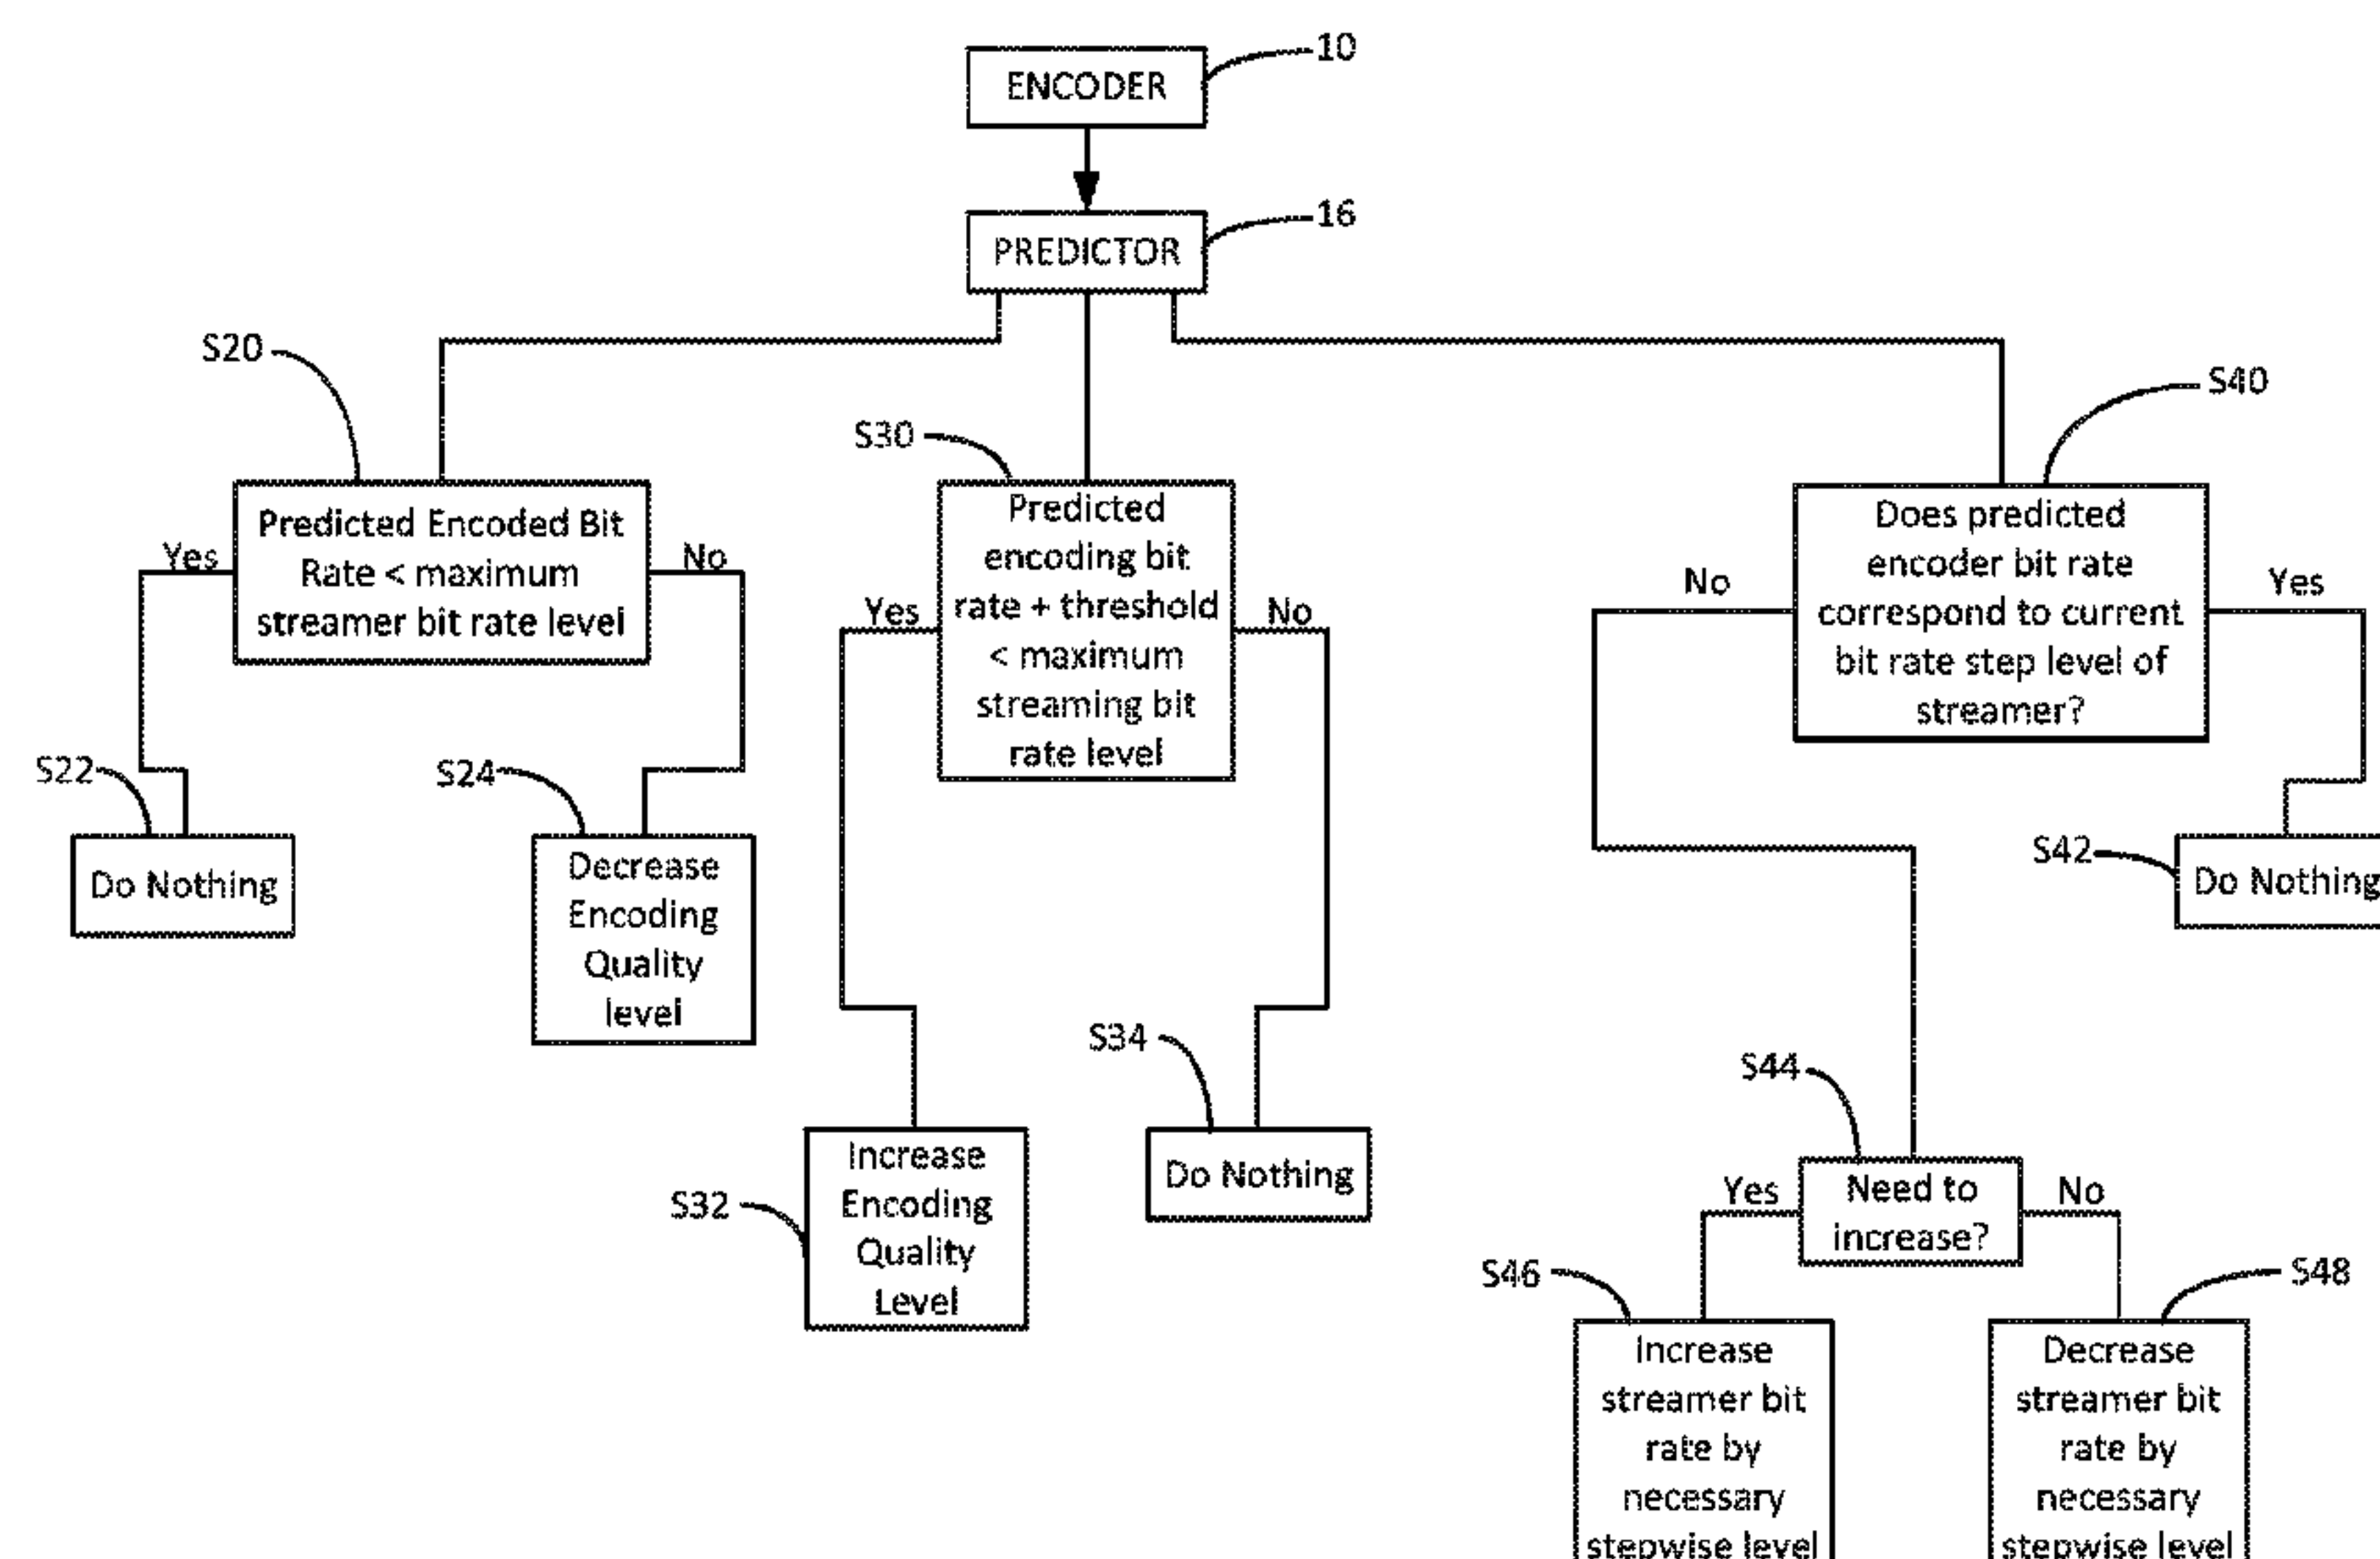 10
ENCODER
16
PREDICTOR
S20
S40
S30
Predicted Encoded Bit
Rate < maximum
streamer bit rate level
Yes
No
Predicted
encoding bit
rate + threshold
< maximum
streaming bit
rate level
Yes
No
Does predicted
encoder bit rate
correspond to current
bit rate step level of
streamer?
No
Yes
S22
Do Nothing
S24
Decrease
Encoding
Quality
level
S42
Do Nothing
S32
Increase
Encoding
Quality
Level
S34
Do Nothing
S44
Need to
increase?
Yes
No
S46
Increase
streamer bit
rate by
necessary
stepwise level
S48
Decrease
streamer bit
rate by
necessary
stepwise level